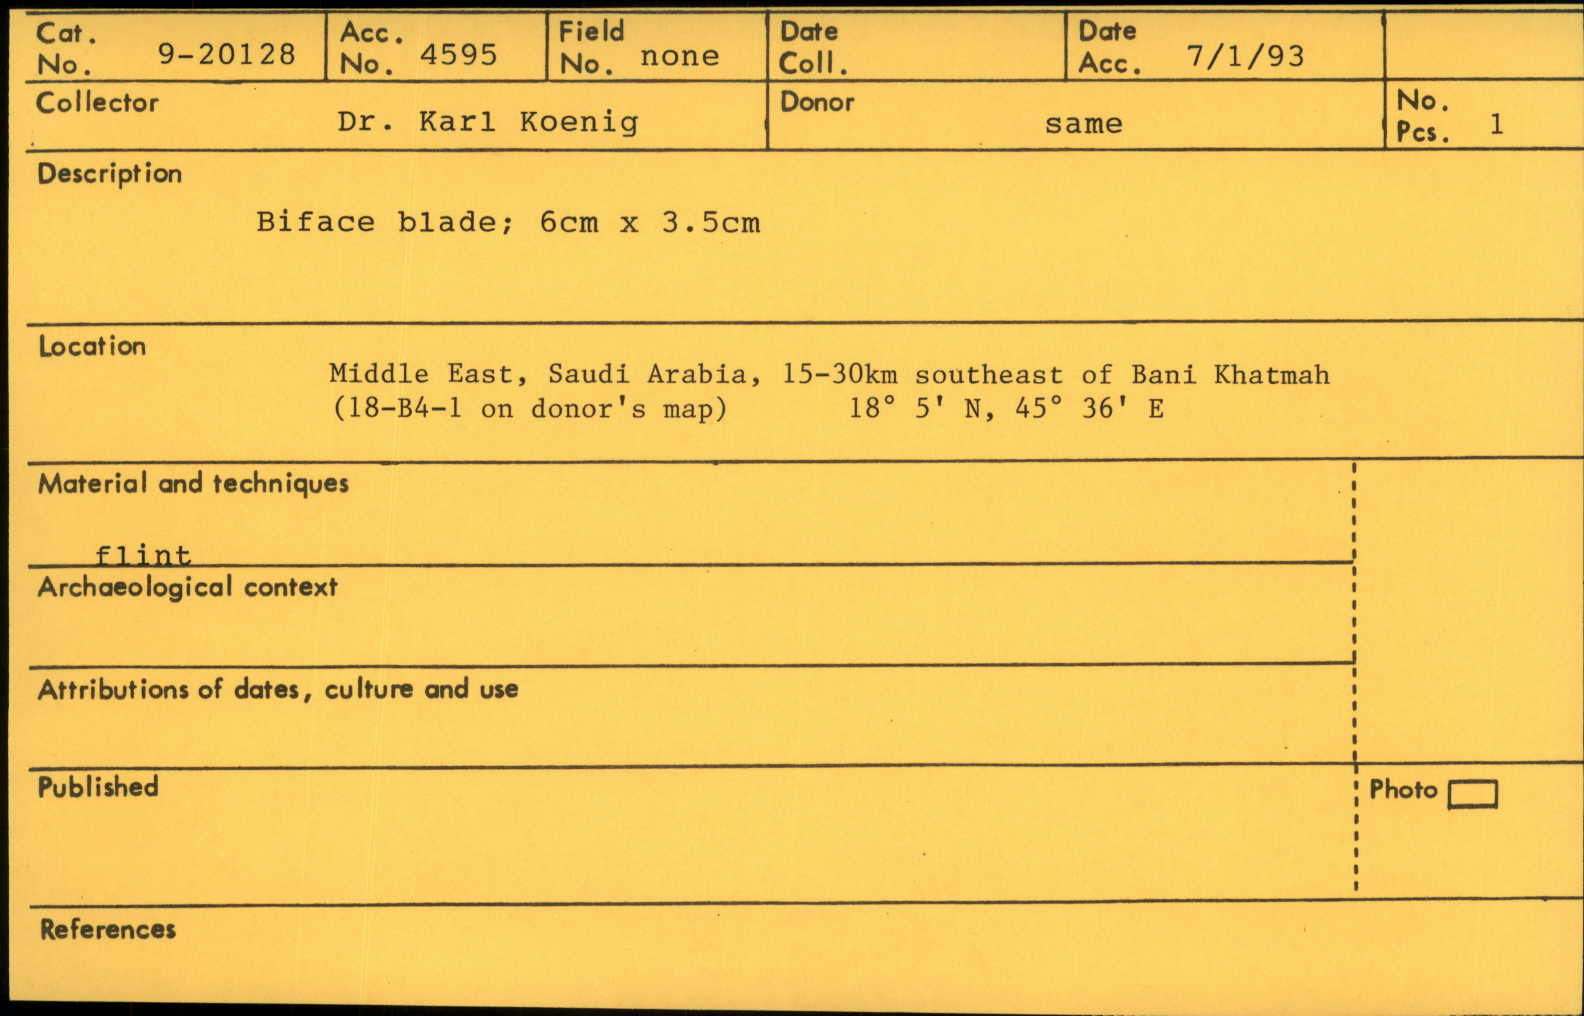 Cat. No. 9-20128 Acc. No. 4595 Field No. none Date Coll. Date Acc. 7/1/93
Collector Dr. Karl Koenig Donor same No. Pcs. 1
Description
Biface blade; 6cm x 3.5cm
Location
Middle East, Saudi Arabia, 15-30km southeast of Bani Khatmah
(18-B4-1 on donor's map) 18° 5' N, 45° 36' E
Material and techniques
flint
Archaeological context
Attributions of dates, culture and use
Published
Photo
References